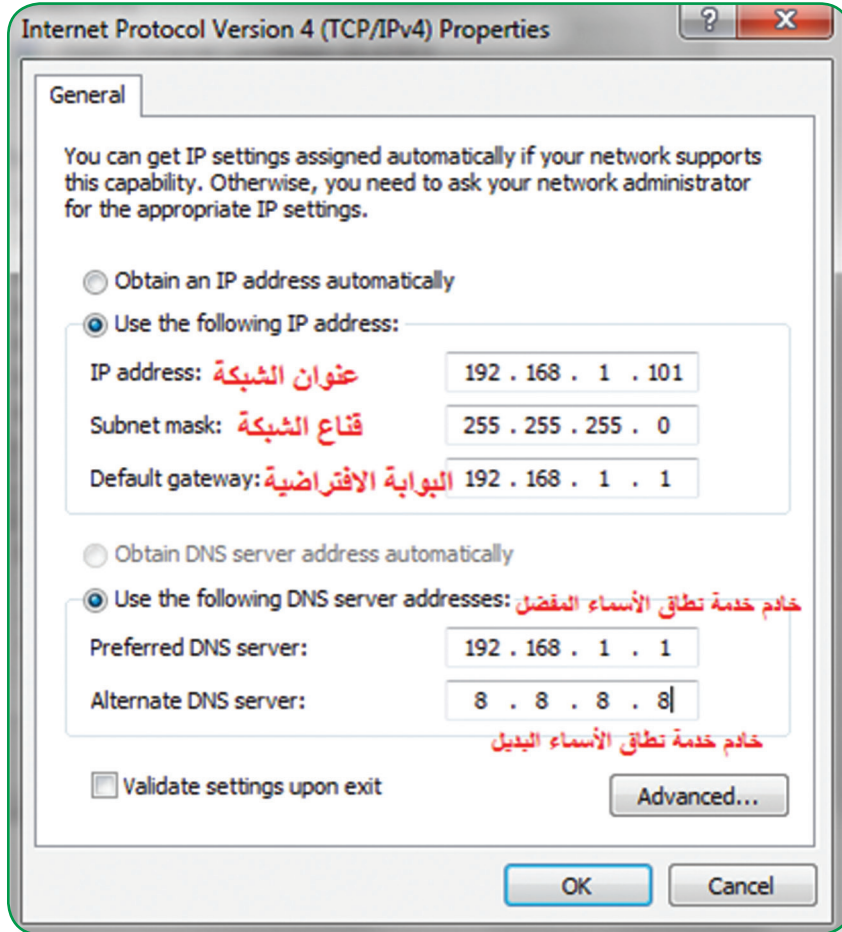 Internet Protocol Version 4 (TCP/IPv4) Properties
General
You can get IP settings assigned automatically if your network supports
this capability. Otherwise, you need to ask your network administrator
for the appropriate IP settings.
Obtain an IP address automatically
Use the following IP address:
IP address: عنوان الشبكة 192 . 168 . 1 . 101
Subnet mask: قناع الشبكة 255 . 255 . 255 . 0
Default gateway: البوابة الافتراضية 192 . 168 . 1 . 1
Obtain DNS server address automatically
Use the following DNS server addresses: خادم خدمة نطاق الأسماء المفضل
Preferred DNS server: 192 . 168 . 1 . 1
Alternate DNS server: 8 . 8 . 8 . 8
خادم خدمة نطاق الأسماء البديل
Validate settings upon exit
Advanced...
OK Cancel